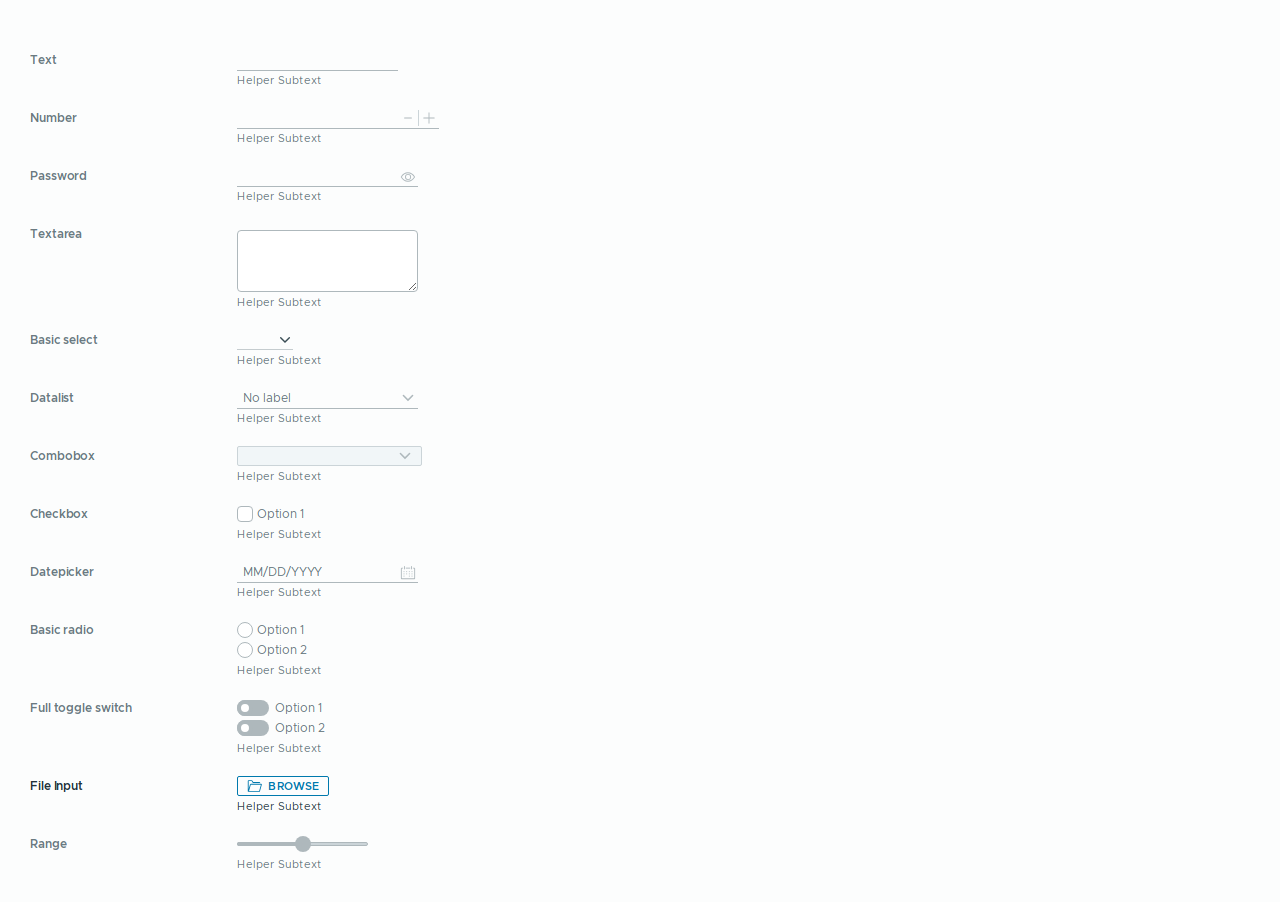 Text
Helper Subtext
Number
Helper Subtext
Password
Helper Subtext
Textarea
Helper Subtext
Basic select
Helper Subtext
Datalist No label
Helper Subtext
Combobox
Helper Subtext
Checkbox Option 1
Helper Subtext
Datepicker MM/DD/YYYY
Helper Subtext
Basic radio Option 1
Option 2
Helper Subtext
Full toggle switch Option 1
Option 2
Helper Subtext
File Input BROWSE
Helper Subtext
Range
Helper Subtext